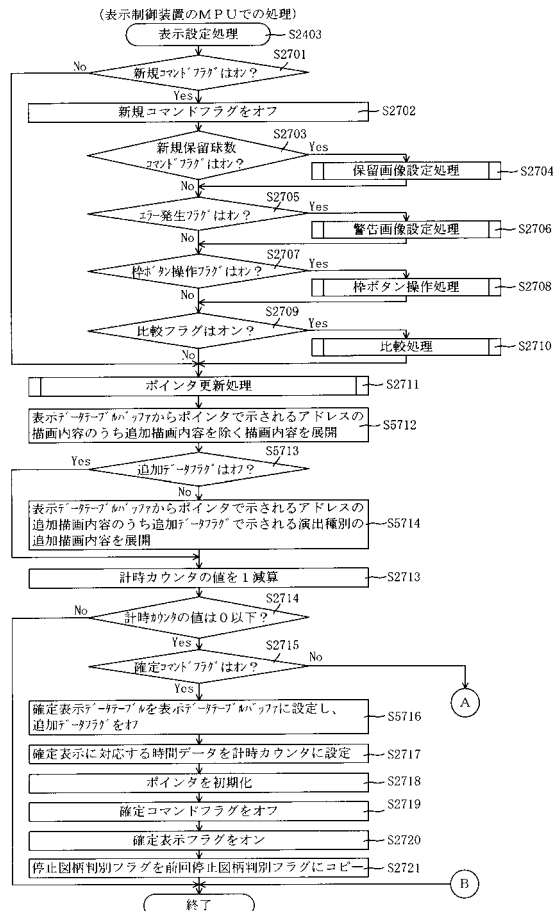 (表示制御装置のMPUでの処理)
表示設定処理
S2403
S2701
No
新規コマンドフラグはオン?
Yes
新規コマンドフラグをオフ
S2702
S2703
新規保留球数
コマンドフラグはオン?
Yes
No
保留画像設定処理
S2704
S2705
エラー発生フラグはオン?
Yes
No
警告画像設定処理
S2706
S2707
枠ボタン操作フラグはオン?
Yes
No
枠ボタン操作処理
S2708
S2709
比較フラグはオン?
Yes
No
比較処理
S2710
ポインタ更新処理
S2711
表示データテーブルバッファからポインタで示されるアドレスの
描画内容のうち追加描画内容を除く描画内容を展開
S5712
S5713
Yes
追加データフラグはオフ?
No
表示データテーブルバッファからポインタで示されるアドレスの
追加描画内容のうち追加データフラグで示される演出種別の
追加描画内容を展開
S5714
計時カウンタの値を1減算
S2713
S2714
No
計時カウンタの値は0以下?
Yes
S2715
確定コマンドフラグはオン?
No
Yes
A
確定表示データテーブルを表示データテーブルバッファに設定し、
追加データフラグをオフ
S5716
確定表示に対応する時間データを計時カウンタに設定
S2717
ポインタを初期化
S2718
確定コマンドフラグをオフ
S2719
確定表示フラグをオン
S2720
停止図柄判別フラグを前回停止図柄判別フラグにコピー
S2721
B
終了